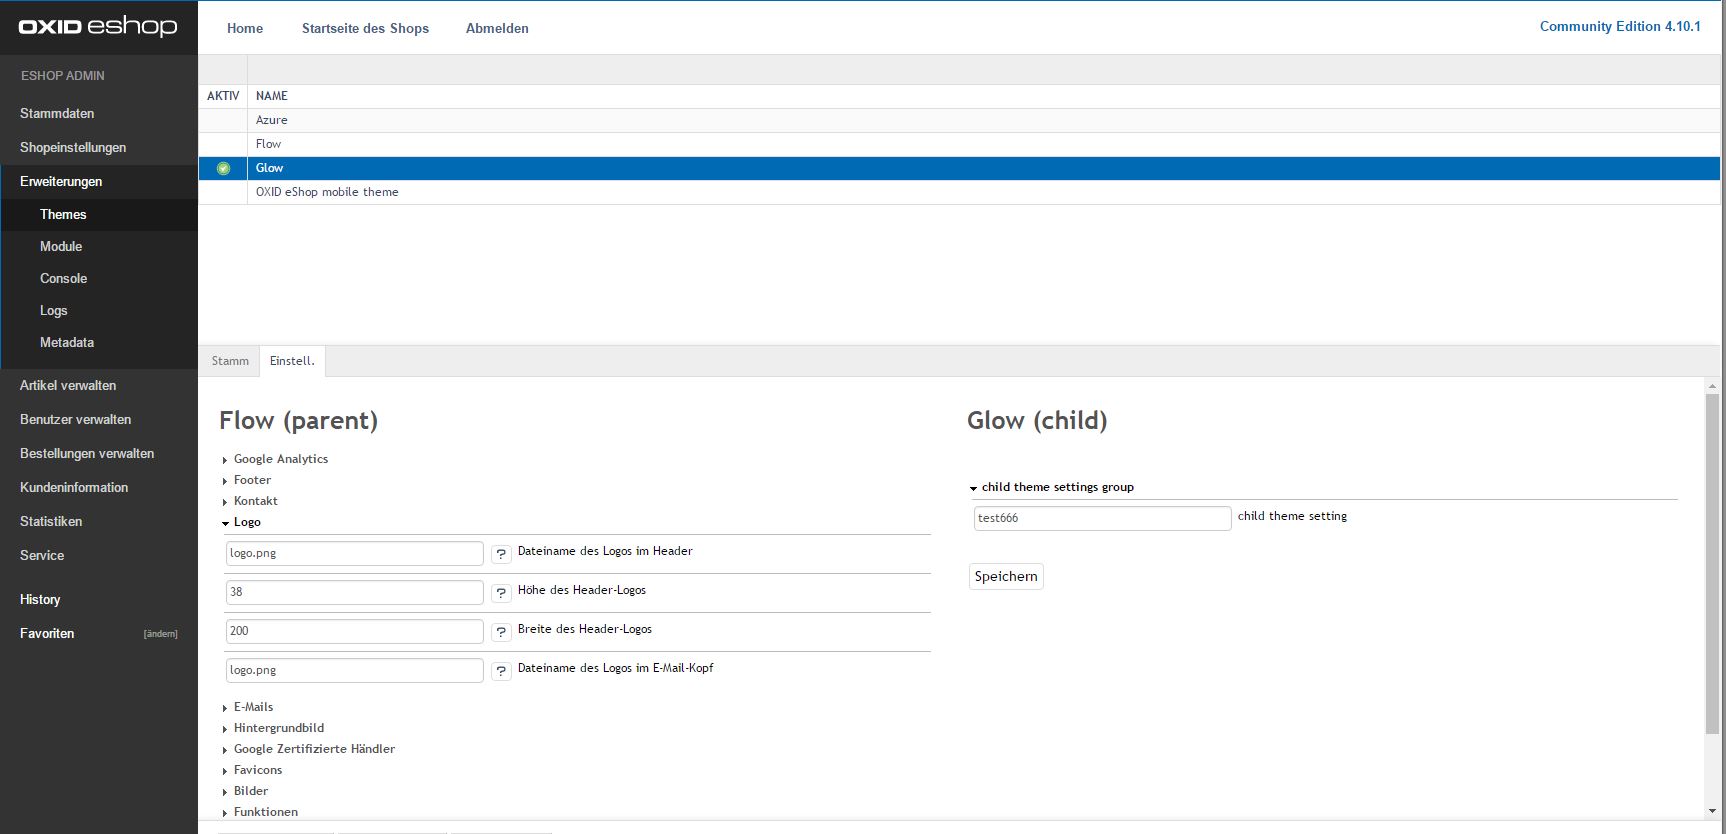 OXID eshop
Home Startseite des Shops Abmelden
Community Edition 4.10.1
ESHOP ADMIN
Stammdaten
Shopeinstellungen
Erweiterungen
Themes
Module
Console
Logs
Metadata
Artikel verwalten
Benutzer verwalten
Bestellungen verwalten
Kundeninformation
Statistiken
Service
History
Favoriten [ändern]
AKTIV NAME
Azure
Flow
Glow
OXID eShop mobile theme
Stamm Einstell.
Flow (parent)
Google Analytics
Footer
Kontakt
Logo
logo.png ? Dateiname des Logos im Header
38 ? Höhe des Header-Logos
200 ? Breite des Header-Logos
logo.png ? Dateiname des Logos im E-Mail-Kopf
E-Mails
Hintergrundbild
Google Zertifizierte Händler
Favicons
Bilder
Funktionen
Glow (child)
child theme settings group
test666 child theme setting
Speichern